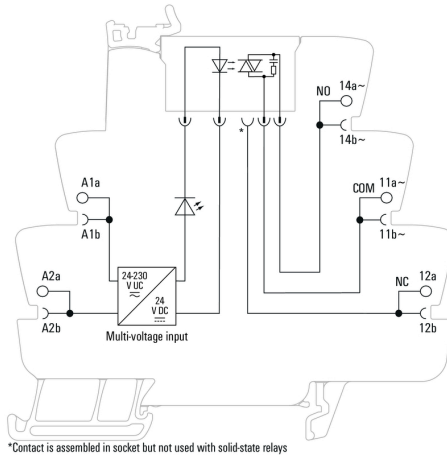 NO
14a~
14b~
*
A1a
A1b
COM
11a~
11b~
A2a
A2b
24-230
V UC
24
V DC
Multi-voltage input
NC
12a
12b
*Contact is assembled in socket but not used with solid-state relays